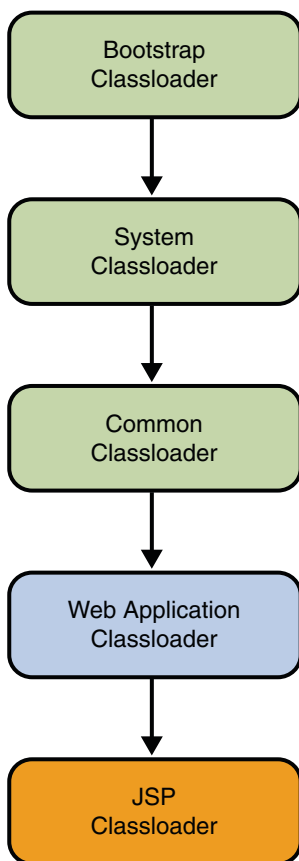 Bootstrap
Classloader
System
Classloader
Common
Classloader
Web Application
Classloader
JSP
Classloader